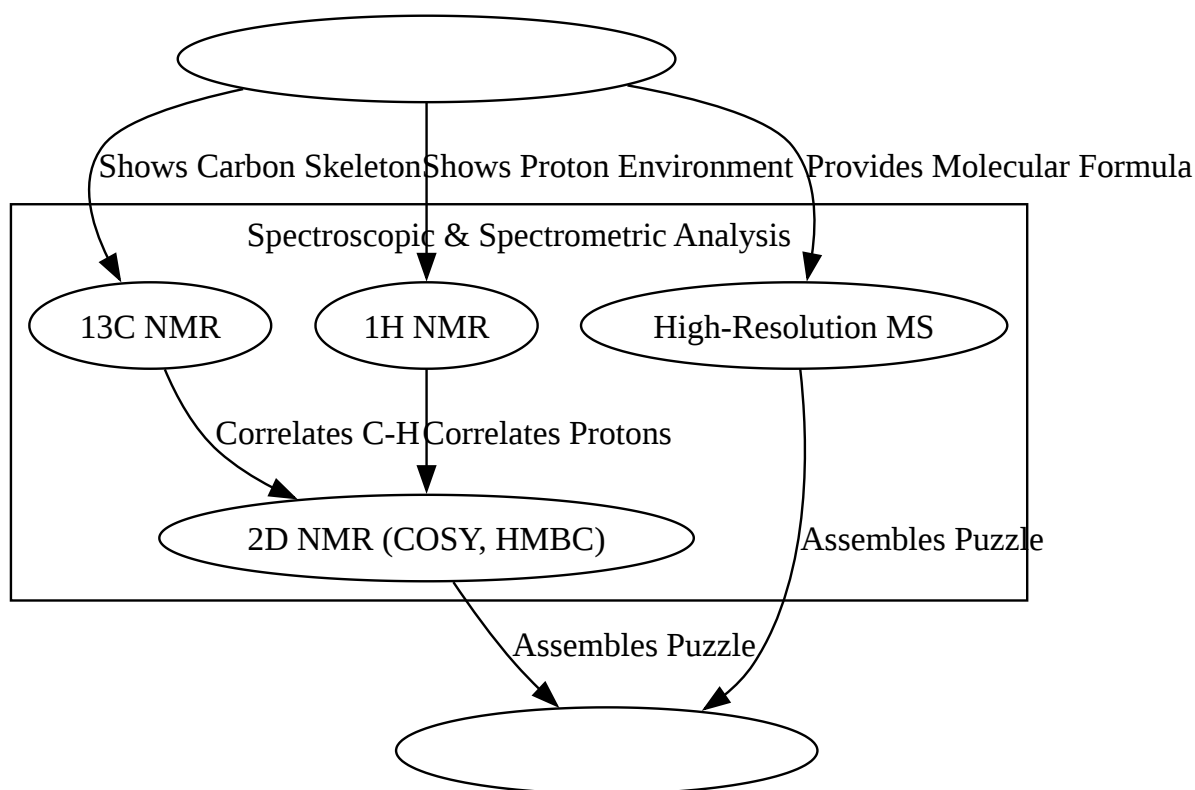 Shows Carbon Skeleton
Shows Proton Environment
Provides Molecular Formula
Spectroscopic & Spectrometric Analysis
13C NMR
1H NMR
High-Resolution MS
Correlates C-H
Correlates Protons
2D NMR (COSY, HMBC)
Assembles Puzzle
Assembles Puzzle